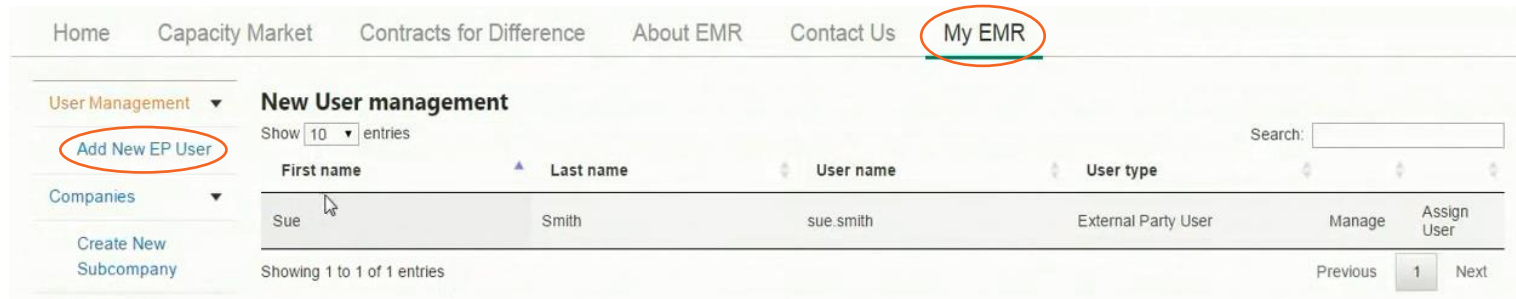 Home Capacity Market Contracts for Difference About EMR Contact Us My EMR
User Management
Add New EP User
Companies
Create New
Subcompany
New User management
Show 10 entries Search:
First name Last name User name User type
Sue Smith sue.smith External Party User Manage Assign
User
Showing 1 to 1 of 1 entries Previous 1 Next